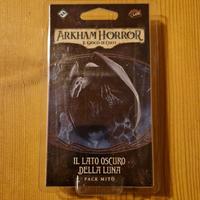 ARKHAM HORROR
IL GIOCO DI CARTE
IL LATO OSCURO
DELLA LUNA
PACK MITO